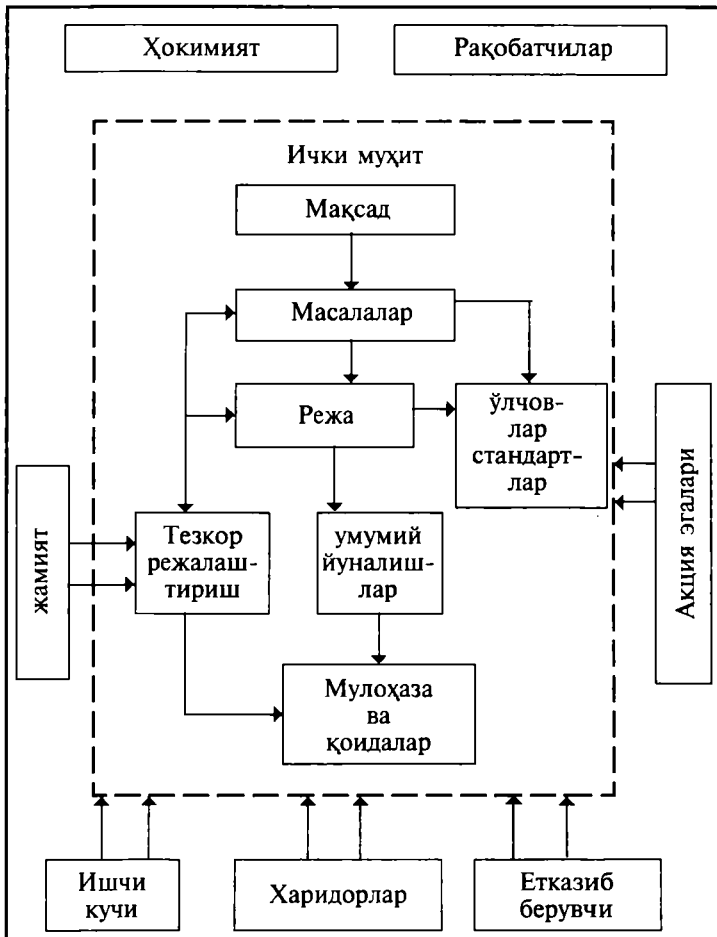 Ҳокимият
Рақобатчилар
Ички муҳит
Мақсад
Масалалар
Режа
ўлчов-
лар
стандарт-
лар
Акция эгалари
жамият
Тезкор
режалаш-
тириш
умумий
йуналиш-
лар
Мулоҳаза
ва
қоидалар
Ишчи
кучи
Харидорлар
Етказиб
берувчи